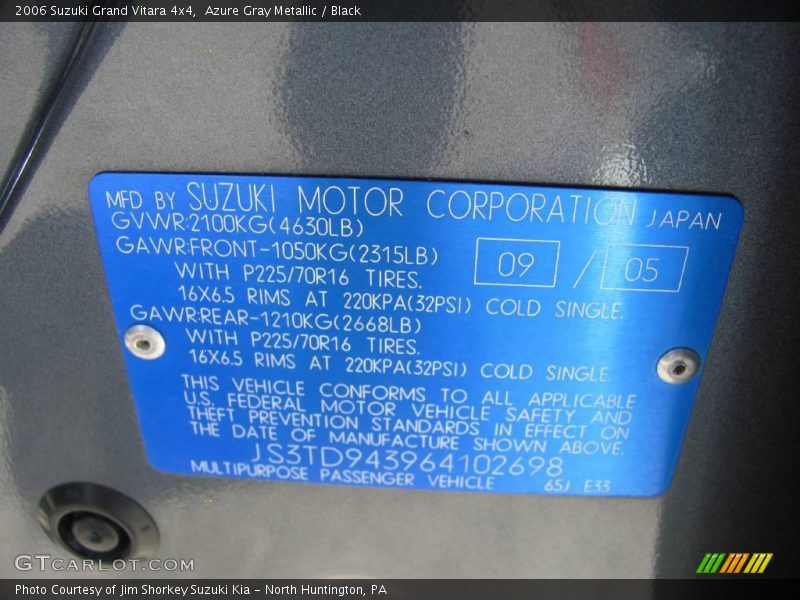 2006 Suzuki Grand Vitara 4x4, Azure Gray Metallic / Black
MFD BY SUZUKI MOTOR CORPORATION JAPAN
GVWR:2100KG(4630LB)
GAWR:FRONT-1050KG(2315LB)
09 / 05
WITH P225/70R16 TIRES.
16X6.5 RIMS AT 220KPA(32PSI) COLD SINGLE.
GAWR:REAR-1210KG(2668LB)
WITH P225/70R16 TIRES.
16X6.5 RIMS AT 220KPA(32PSI) COLD SINGLE.
THIS VEHICLE CONFORMS TO ALL APPLICABLE
U.S. FEDERAL MOTOR VEHICLE SAFETY AND
THEFT PREVENTION STANDARDS IN EFFECT ON
THE DATE OF MANUFACTURE SHOWN ABOVE.
JS3TD943964102698
MULTIPURPOSE PASSENGER VEHICLE 65J E33
GTCARLOT.COM
Photo Courtesy of Jim Shorkey Suzuki Kia - North Huntington, PA